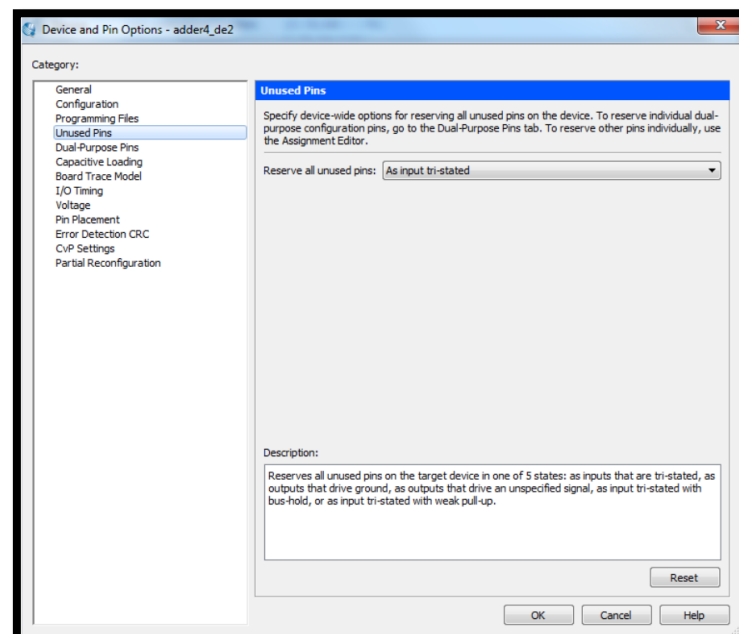 Device and Pin Options - adder4_de2
Category:
General
Configuration
Programming Files
Unused Pins
Dual-Purpose Pins
Capacitive Loading
Board Trace Model
I/O Timing
Voltage
Pin Placement
Error Detection CRC
CvP Settings
Partial Reconfiguration
Unused Pins
Specify device-wide options for reserving all unused pins on the device. To reserve individual dual-
purpose configuration pins, go to the Dual-Purpose Pins tab. To reserve other pins individually, use
the Assignment Editor.
Reserve all unused pins: As input tri-stated
Description:
Reserves all unused pins on the target device in one of 5 states: as inputs that are tri-stated, as
outputs that drive ground, as outputs that drive an unspecified signal, as input tri-stated with
bus-hold, or as input tri-stated with weak pull-up.
Reset
OK Cancel Help